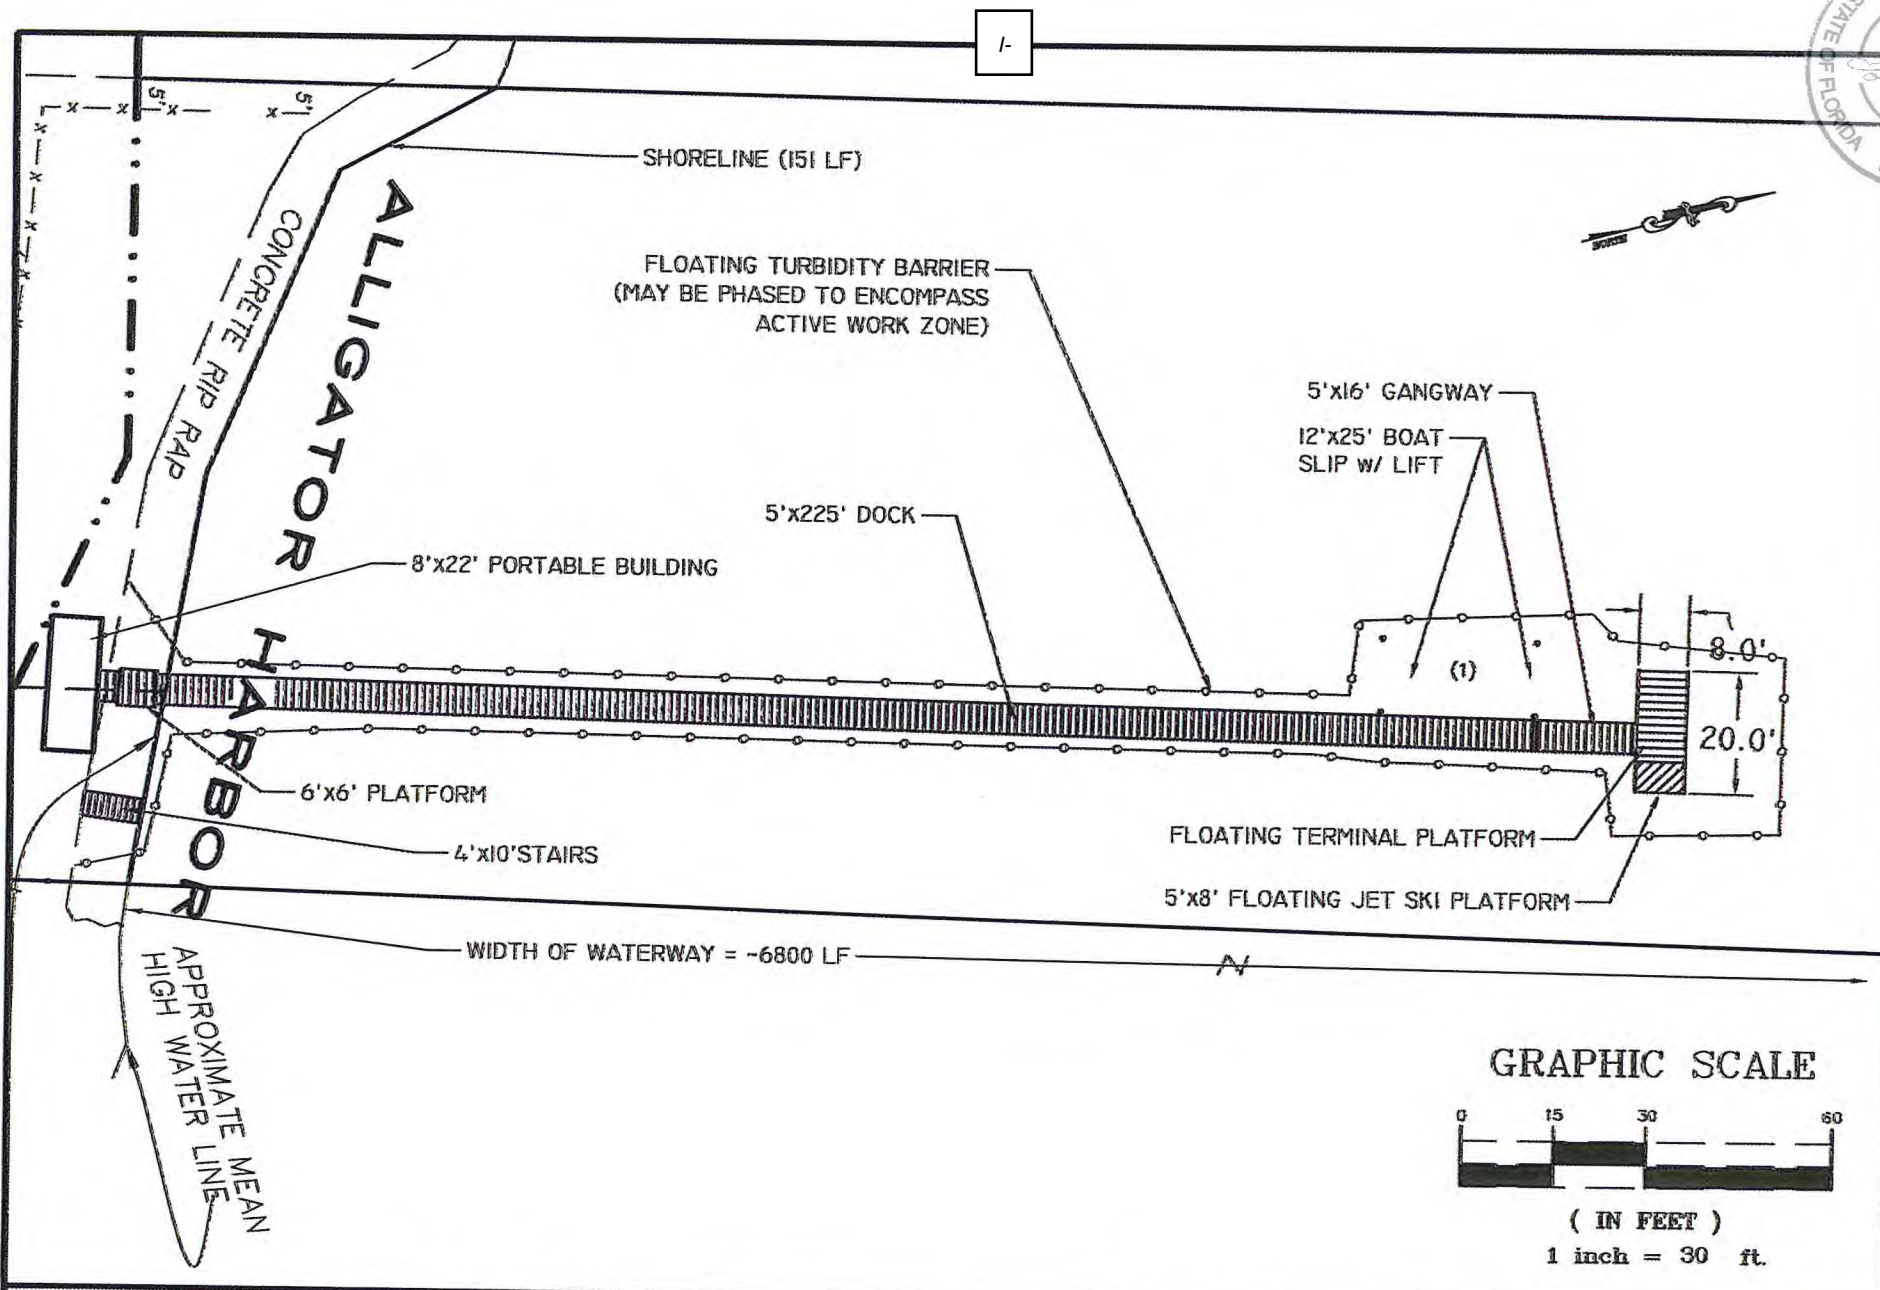 I-
STATE OF FLORIDA
5'
5'
SHORELINE (151 LF)
CONCRETE RIP RAP
ALLIGATOR
HARBOR
NORTH
FLOATING TURBIDITY BARRIER
(MAY BE PHASED TO ENCOMPASS
ACTIVE WORK ZONE)
5'x16' GANGWAY
12'x25' BOAT
SLIP w/ LIFT
5'x225' DOCK
8'x22' PORTABLE BUILDING
(1)
8.0'
20.0'
6'x6' PLATFORM
4'x10'STAIRS
FLOATING TERMINAL PLATFORM
5'x8' FLOATING JET SKI PLATFORM
WIDTH OF WATERWAY = ~6800 LF
APPROXIMATE MEAN
HIGH WATER LINE
GRAPHIC SCALE
0 15 30 60
( IN FEET )
1 inch = 30 ft.